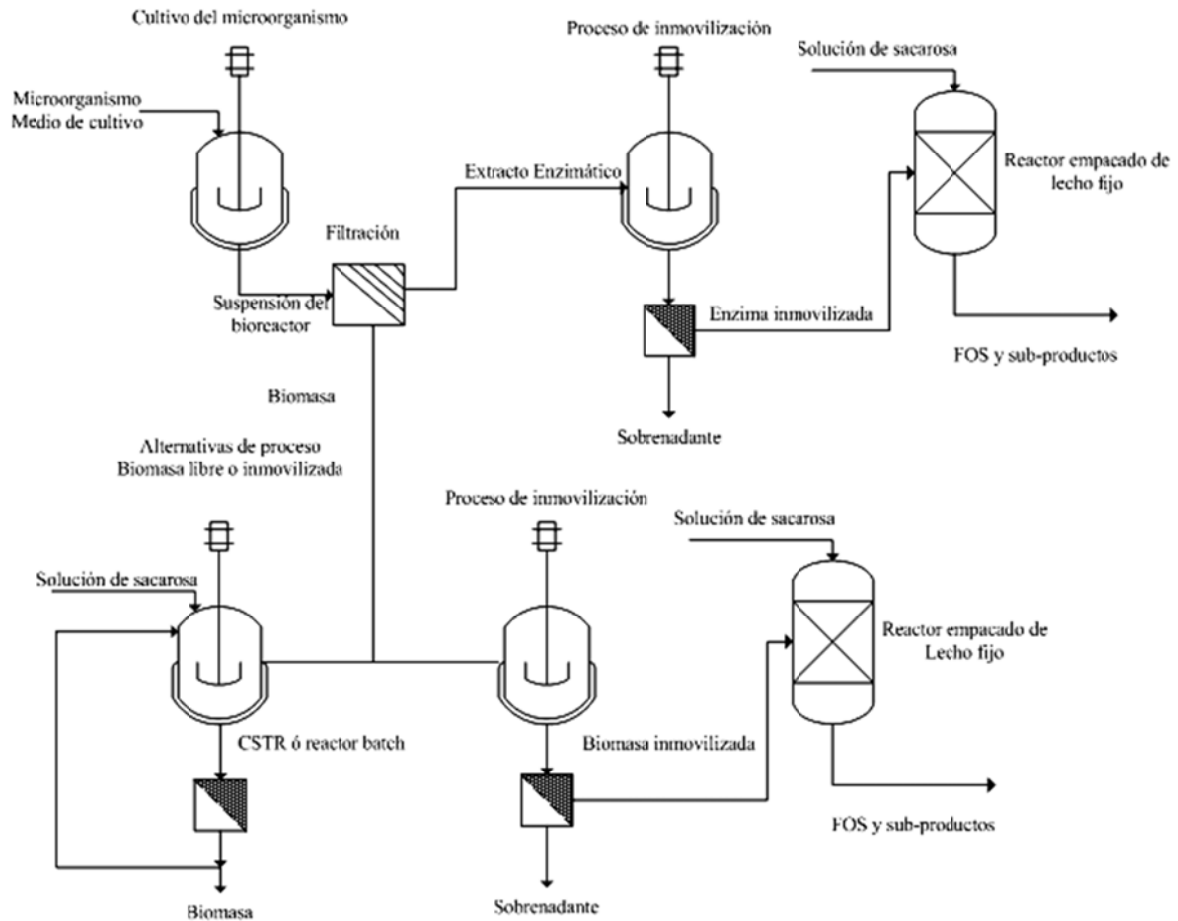 Cultivo del microorganismo
Proceso de inmovilización
Solución de sacarosa
Microorganismo
Medio de cultivo
Extracto Enzimático
Reactor empacado de
lecho fijo
Filtración
Suspensión del
bioreactor
Enzima inmovilizada
FOS y sub-productos
Biomasa
Sobrenadante
Alternativas de proceso
Biomasa libre o inmovilizada
Proceso de inmovilización
Solución de sacarosa
Solución de sacarosa
Reactor empacado de
Lecho fijo
CSTR ó reactor batch
Biomasa inmovilizada
FOS y sub-productos
Biomasa
Sobrenadante